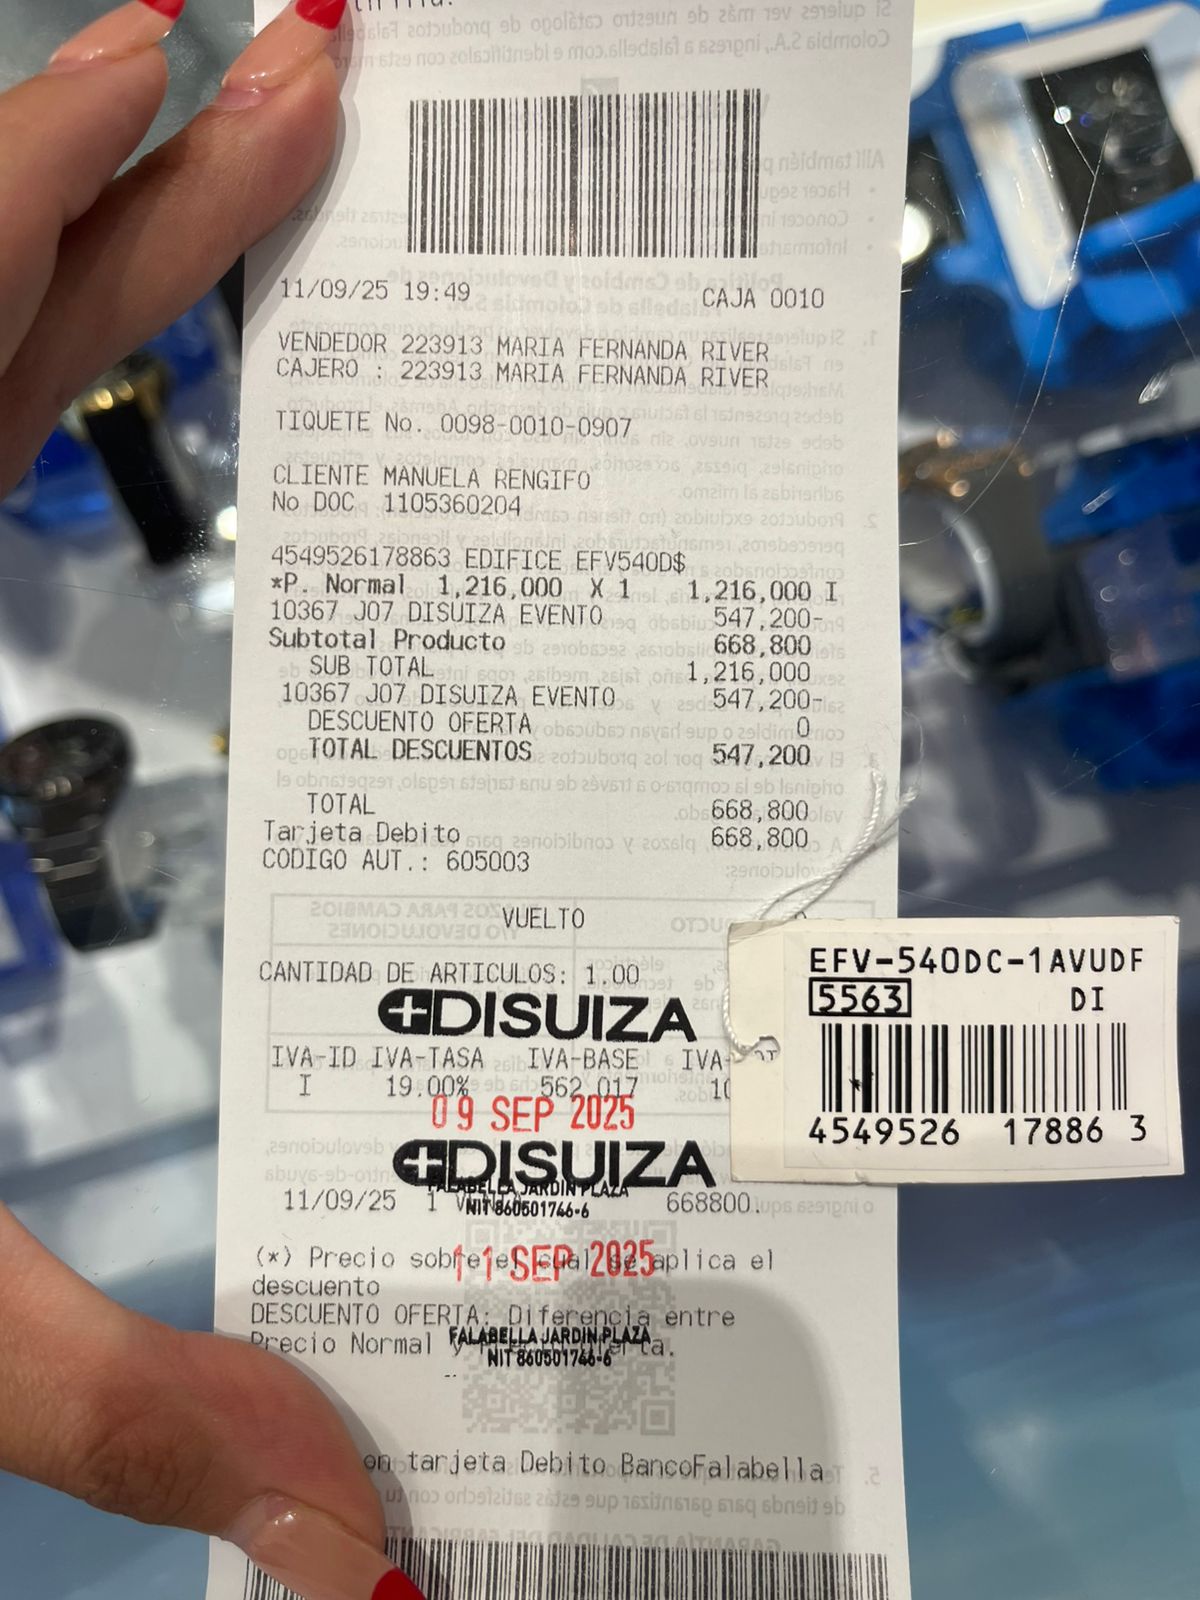 11/09/25 19:49 CAJA 0010
VENDEDOR 223913 MARIA FERNANDA RIVER
CAJERO : 223913 MARIA FERNANDA RIVER
TIQUETE No. 0098-0010-0907
CLIENTE MANUELA RENGIFO
No DOC 1105360204
4549526178863 EDIFICE EFV540D$
*P. Normal 1,216,000 X 1 1,216,000 I
10367 J07 DISUIZA EVENTO 547,200-
Subtotal Producto 668,800
SUB TOTAL 1,216,000
10367 J07 DISUIZA EVENTO 547,200-
DESCUENTO OFERTA 0
TOTAL DESCUENTOS 547,200
TOTAL 668,800
Tarjeta Debito 668,800
CODIGO AUT.: 605003
VUELTO 0
CANTIDAD DE ARTICULOS: 1.00
DISUIZA
IVA-ID IVA-TASA IVA-BASE
I 19.00% 562,017
09 SEP 2025
DISUIZA
FALABELLA JARDIN PLAZA
11/09/25 1 668800.
NIT 860501746-6
(*) Precio sobre el cual se aplica el
11 SEP 2025
descuento
DESCUENTO OFERTA: Diferencia entre
Precio Normal y
FALABELLA JARDIN PLAZA
NIT 860501746-6
on tarjeta Debito BancoFalabella
EFV-540DC-1AVUDF
5563 DI
4549526 17886 3